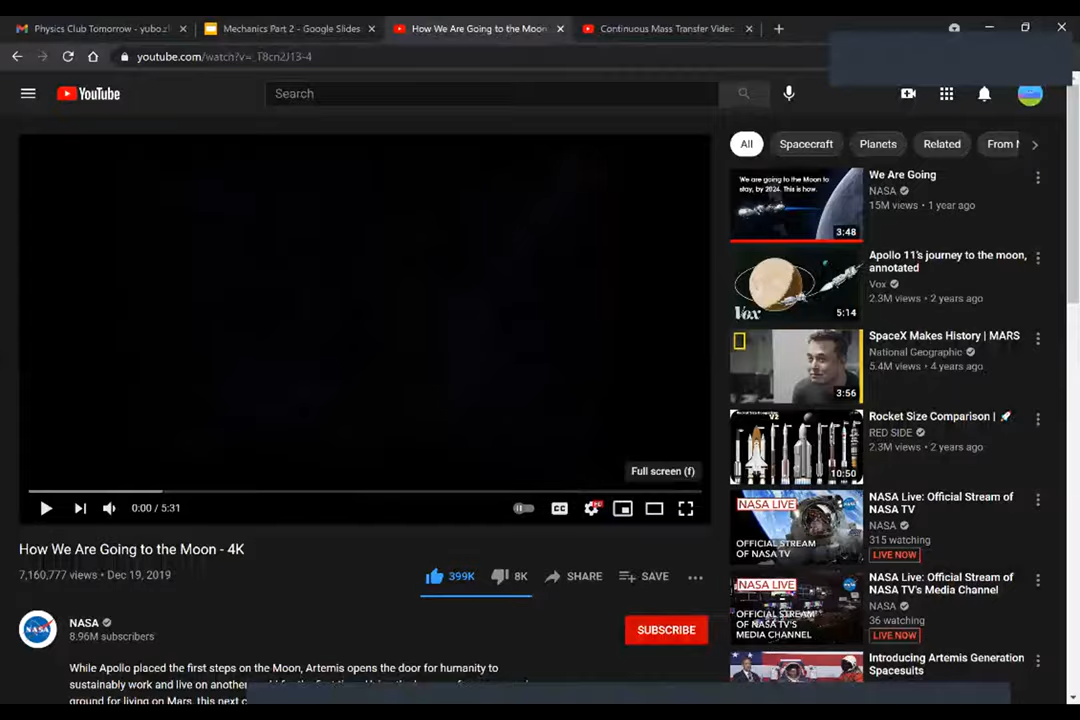 Physics Club Tomorrow - yubo.z
Mechanics Part 2 - Google Slides
How We Are Going to the Moon
Continuous Mass Transfer Video
youtube.com/watch?v=_T8cn2J13-4
YouTube
Search
All
Spacecraft
Planets
Related
From
We are going to the Moon to
stay, by 2024. This is how.
3:48
We Are Going
NASA
15M views • 1 year ago
Vox
5:14
Apollo 11's journey to the moon,
annotated
Vox
2.3M views • 2 years ago
3:56
SpaceX Makes History | MARS
National Geographic
5.4M views • 4 years ago
10:50
Rocket Size Comparison |
RED SIDE
2.3M views • 2 years ago
NASA LIVE
OFFICIAL STREAM
OF NASA TV
NASA Live: Official Stream of
NASA TV
NASA
315 watching
LIVE NOW
NASA LIVE
OFFICIAL STREAM
OF NASA TV'S
MEDIA CHANNEL
NASA Live: Official Stream of
NASA TV's Media Channel
NASA
36 watching
LIVE NOW
Introducing Artemis Generation
Spacesuits
Full screen (f)
0:00 / 5:31
CC
How We Are Going to the Moon - 4K
7,160,777 views • Dec 19, 2019
399K
8K
SHARE
SAVE
NASA
NASA
8.96M subscribers
SUBSCRIBE
While Apollo placed the first steps on the Moon, Artemis opens the door for humanity to
sustainably work and live on another
ground for living on Mars, this next